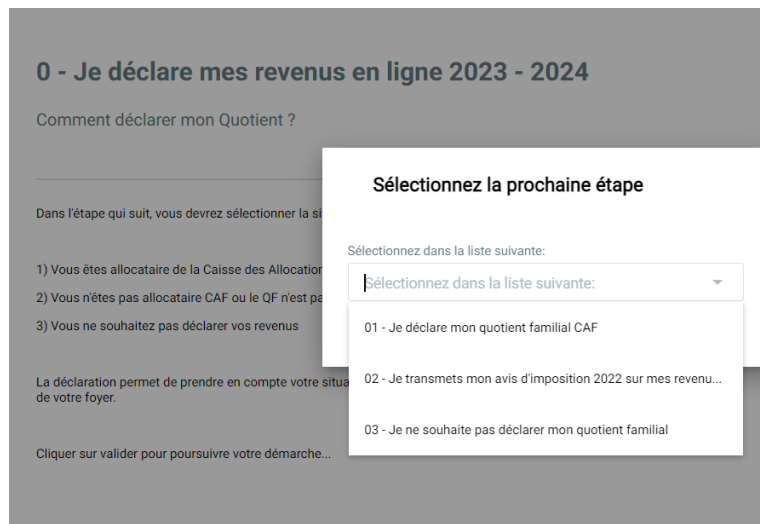 0 - Je déclare mes revenus en ligne 2023 - 2024
Comment déclarer mon Quotient ?
Sélectionnez la prochaine étape
Dans l'étape qui suit, vous devrez sélectionner la si
Sélectionnez dans la liste suivante:
1) Vous êtes allocataire de la Caisse des Allocation
Sélectionnez dans la liste suivante:
2) Vous n'êtes pas allocataire CAF ou le QF n'est pa
3) Vous ne souhaitez pas déclarer vos revenus
01 - Je déclare mon quotient familial CAF
La déclaration permet de prendre en compte votre situa
de votre foyer.
02 - Je transmets mon avis d'imposition 2022 sur mes revenu...
03 - Je ne souhaite pas déclarer mon quotient familial
Cliquer sur valider pour poursuivre votre démarche...